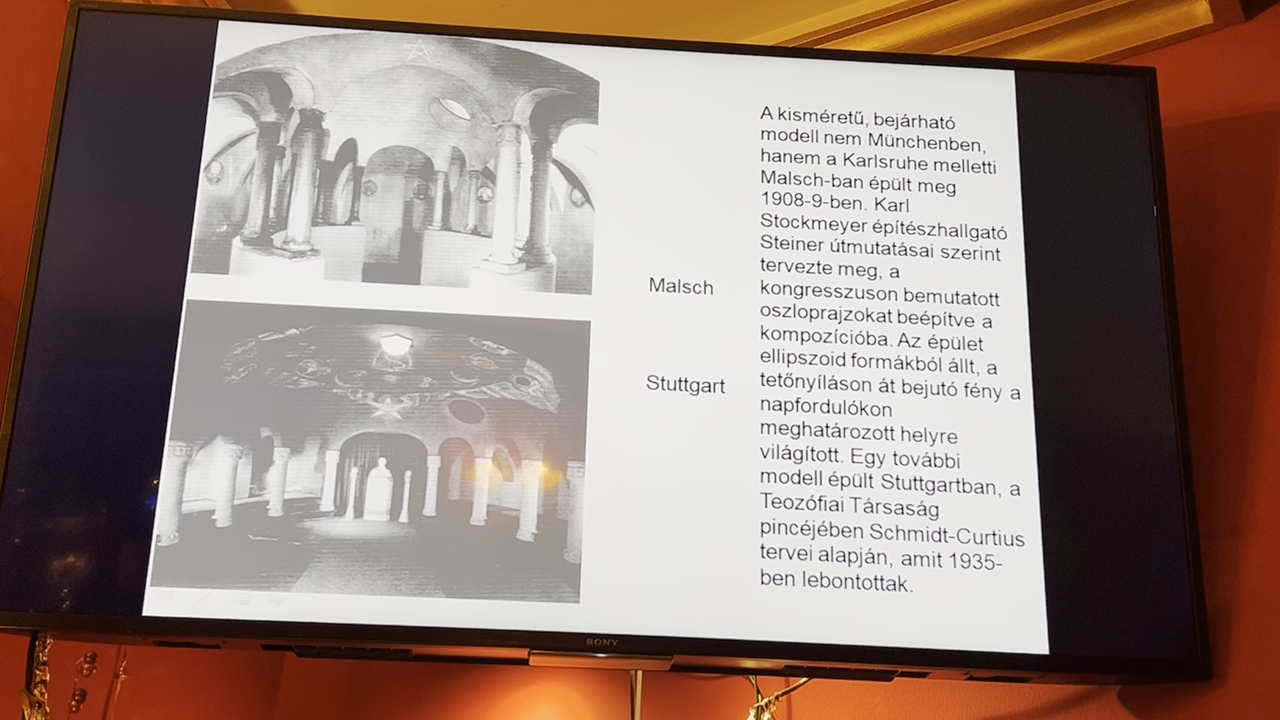 A kisméretű, bejárható
modell nem Münchenben,
hanem a Karlsruhe melletti
Malsch-ban épült meg
1908-9-ben. Karl
Stockmeyer építészhallgató
Steiner útmutatásai szerint
tervezte meg, a
kongresszuson bemutatott
oszloprajzokat beépítve a
kompozícióba. Az épület
ellipszoid formákból állt, a
tetőnyíláson át bejutó fény a
napfordulókon
meghatározott helyre
világított. Egy további
modell épült Stuttgartban, a
Teozófiai Társaság
pincéjében Schmidt-Curtius
tervei alapján, amit 1935-
ben lebontottak.
Malsch
Stuttgart
SONY